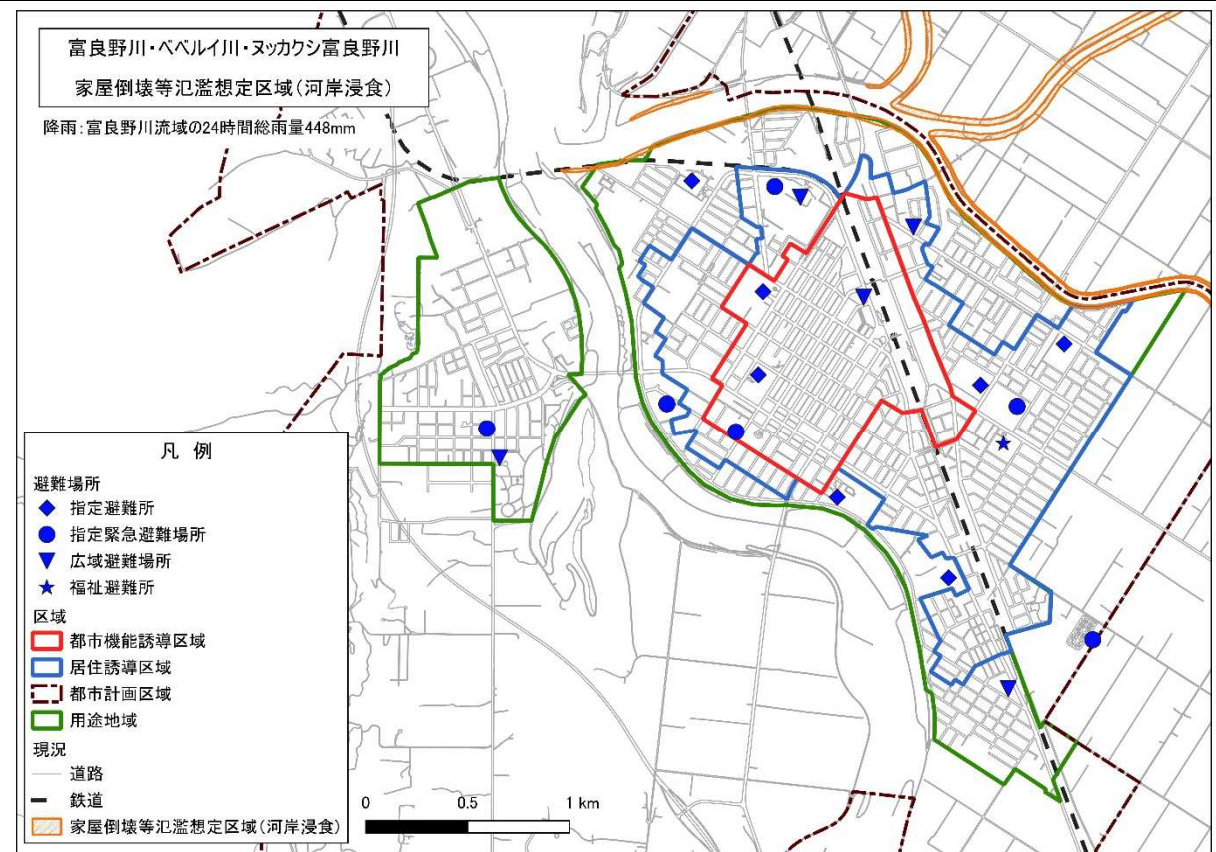 富良野川・ベベルイ川・ヌッカクシ富良野川
家屋倒壊等氾濫想定区域(河岸浸食)
降雨:富良野川流域の24時間総雨量448mm
凡 例
避難場所
指定避難所
指定緊急避難場所
広域避難場所
福祉避難所
区域
都市機能誘導区域
居住誘導区域
都市計画区域
用途地域
現況
道路
鉄道
家屋倒壊等氾濫想定区域(河岸浸食)
0 0.5 1 km